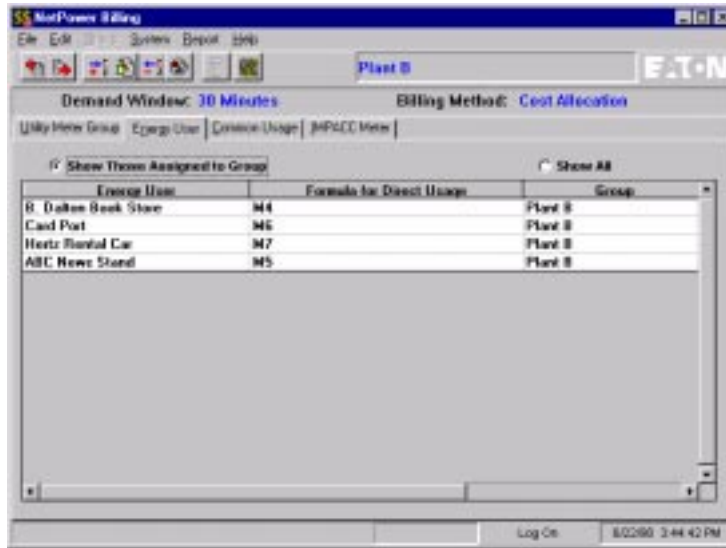 NetPower Billing
File Edit System Report Help
Plant B
EATON
Demand Window: 30 Minutes Billing Method: Cost Allocation
Utility Meter Group Energy User Common Usage IMPACC Meter
Show Those Assigned to Group Show All
Energy User Formula for Direct Usage Group
B. Dalton Book Store M4 Plant B
Card Port M6 Plant B
Hertz Rental Car M7 Plant B
ABC News Stand M5 Plant B
Log On 6/22/98 3:44:42 PM